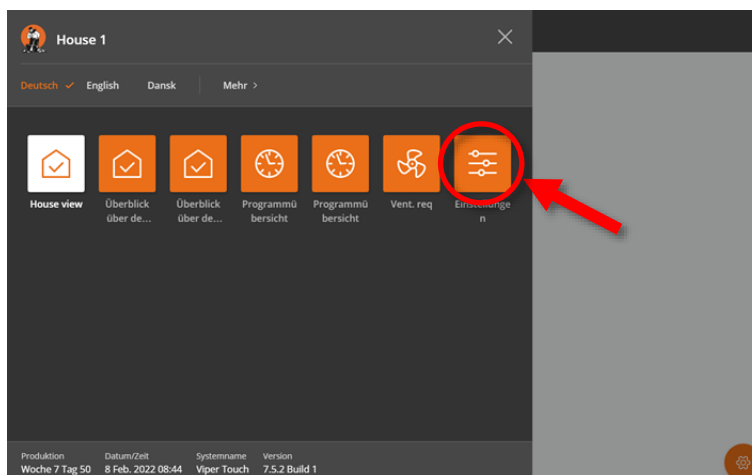 House 1
Deutsch English Dansk Mehr >
House view Überblick Überblick Programmü Programmü Vent. req Einstellunge
über de... über de... bersicht bersicht n
Produktion Datum/Zeit Systemname Version
Woche 7 Tag 50 8 Feb. 2022 08:44 Viper Touch 7.5.2 Build 1